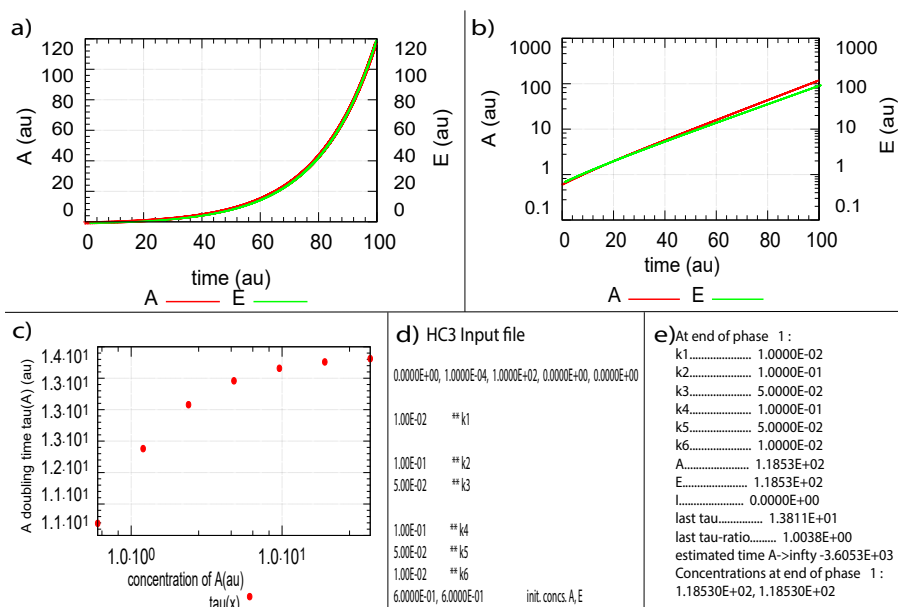 a)
120
100
80
60
40
20
0
A (au)
120
100
80
60
40
20
0
E (au)
0 20 40 60 80 100
time (au)
A E
b)
1000
100
10
1
0.1
A (au)
1000
100
10
1
0.1
E (au)
0 20 40 60 80 100
time (au)
A E
c)
1.4·10¹
1.3·10¹
1.3·10¹
1.2·10¹
1.2·10¹
1.1·10¹
A doubling time tau(A) (au)
1.0·10⁰ 1.0·10¹
concentration of A(au)
tau(x)
d) HC3 Input file
0.0000E+00, 1.0000E-04, 1.0000E+02, 0.0000E+00, 0.0000E+00
1.00E-02 ** k1
1.00E-01 ** k2
5.00E-02 ** k3
1.00E-01 ** k4
5.00E-02 ** k5
1.00E-02 ** k6
6.0000E-01, 6.0000E-01 init. concs. A, E
e) At end of phase 1 :
k1..................... 1.0000E-02
k2..................... 1.0000E-01
k3..................... 5.0000E-02
k4..................... 1.0000E-01
k5..................... 5.0000E-02
k6..................... 1.0000E-02
A...................... 1.1853E+02
E...................... 1.1853E+02
I....................... 0.0000E+00
last tau............... 1.3811E+01
last tau-ratio......... 1.0038E+00
estimated time A->infty -3.6053E+03
Concentrations at end of phase 1 :
1.18530E+02, 1.18530E+02